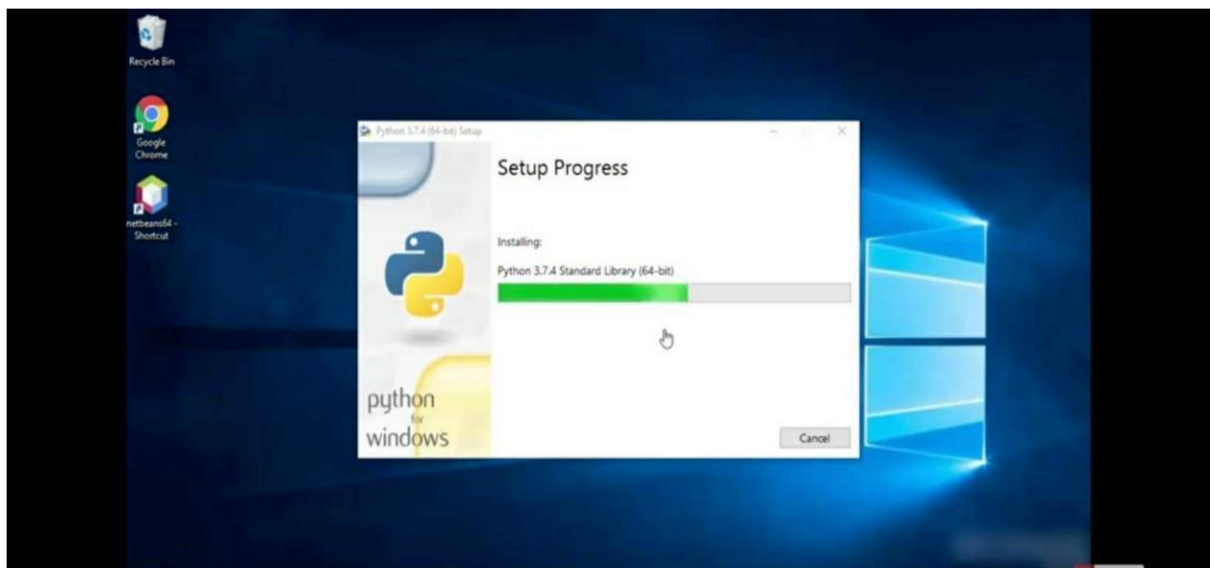 Recycle Bin
Google
Chrome
netbeans64 -
Shortcut
Python 3.7.4 (64-bit) Setup
Setup Progress
Installing:
Python 3.7.4 Standard Library (64-bit)
python
for
windows
Cancel